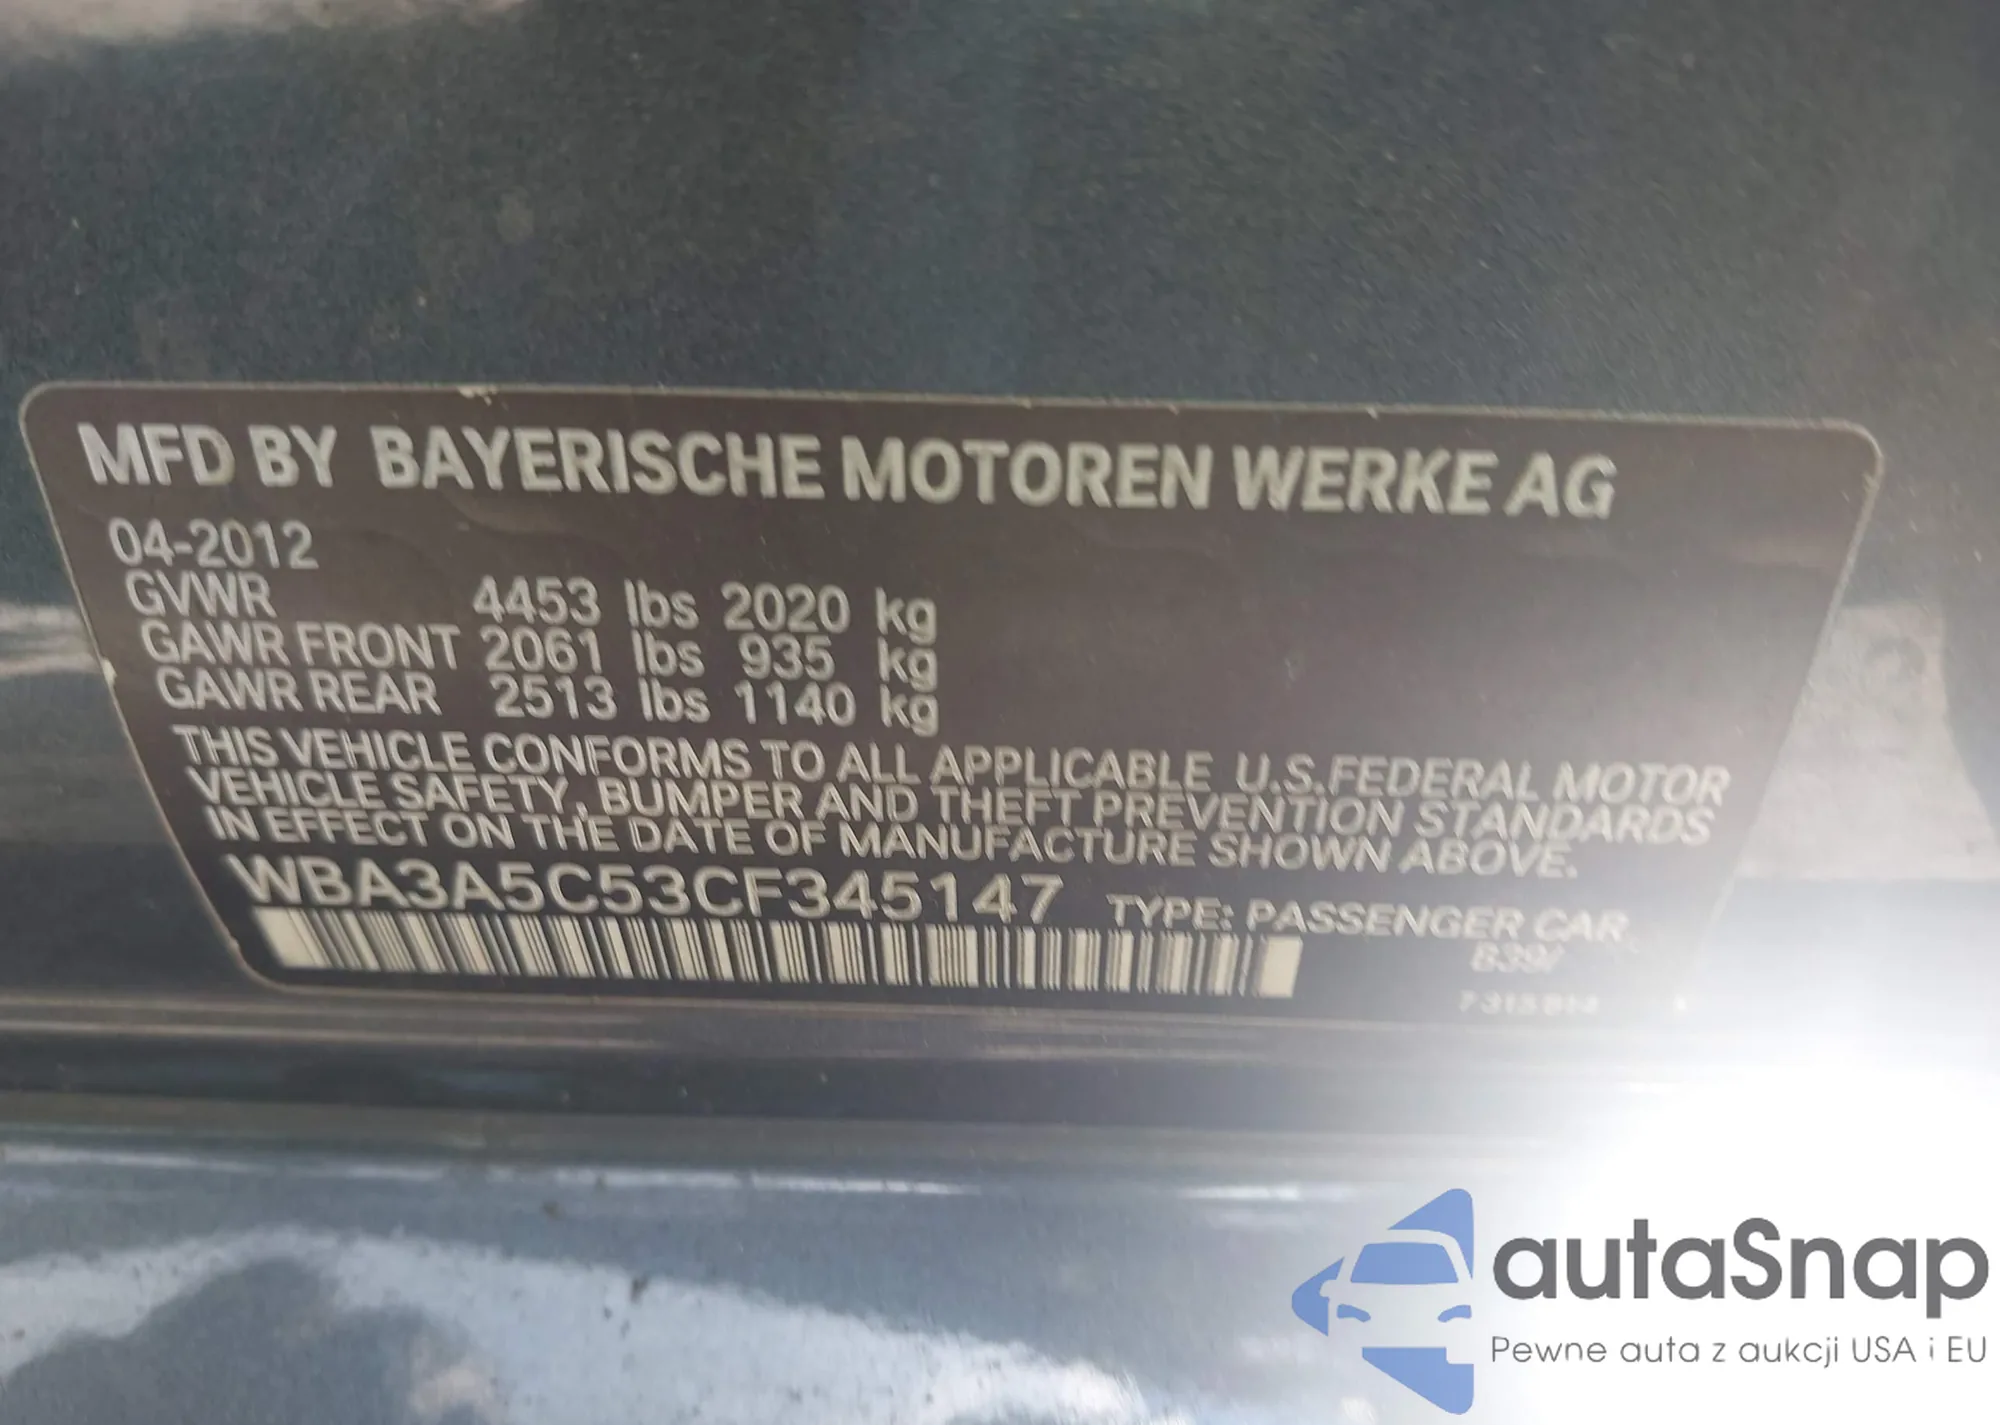 MFD BY BAYERISCHE MOTOREN WERKE AG
04-2012
GVWR 4453 lbs 2020 kg
GAWR FRONT 2061 lbs 935 kg
GAWR REAR 2513 lbs 1140 kg
THIS VEHICLE CONFORMS TO ALL APPLICABLE U.S.FEDERAL MOTOR
VEHICLE SAFETY, BUMPER AND THEFT PREVENTION STANDARDS
IN EFFECT ON THE DATE OF MANUFACTURE SHOWN ABOVE.
WBA3A5C53CF345147 TYPE: PASSENGER CAR
B39/
autaSnap
Pewne auta z aukcji USA i EU